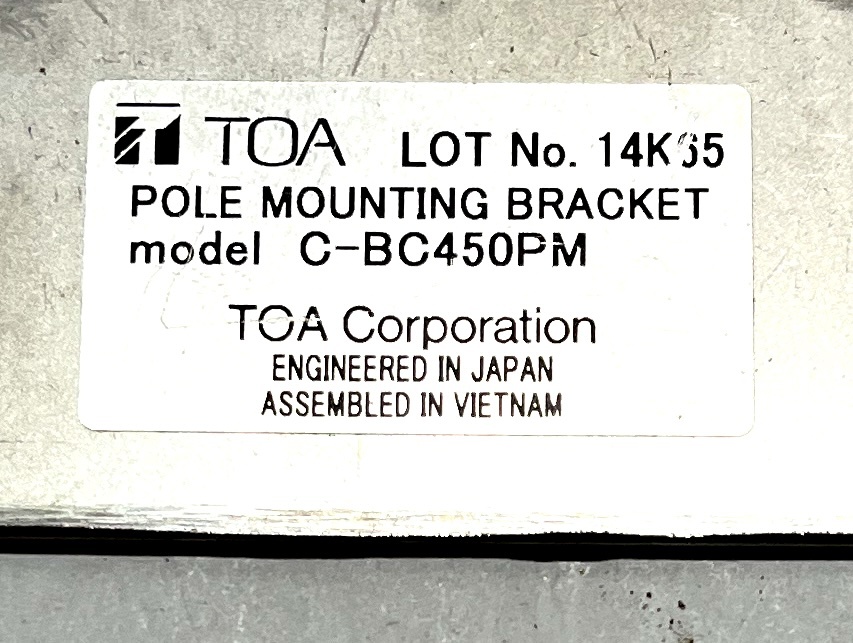 TOA LOT No.
POLE MOUNTING BRACKET
model C-BC450PM
TOA Corporation
ENGINEERED IN JAPAN
ASSEMBLED IN VIETNAM